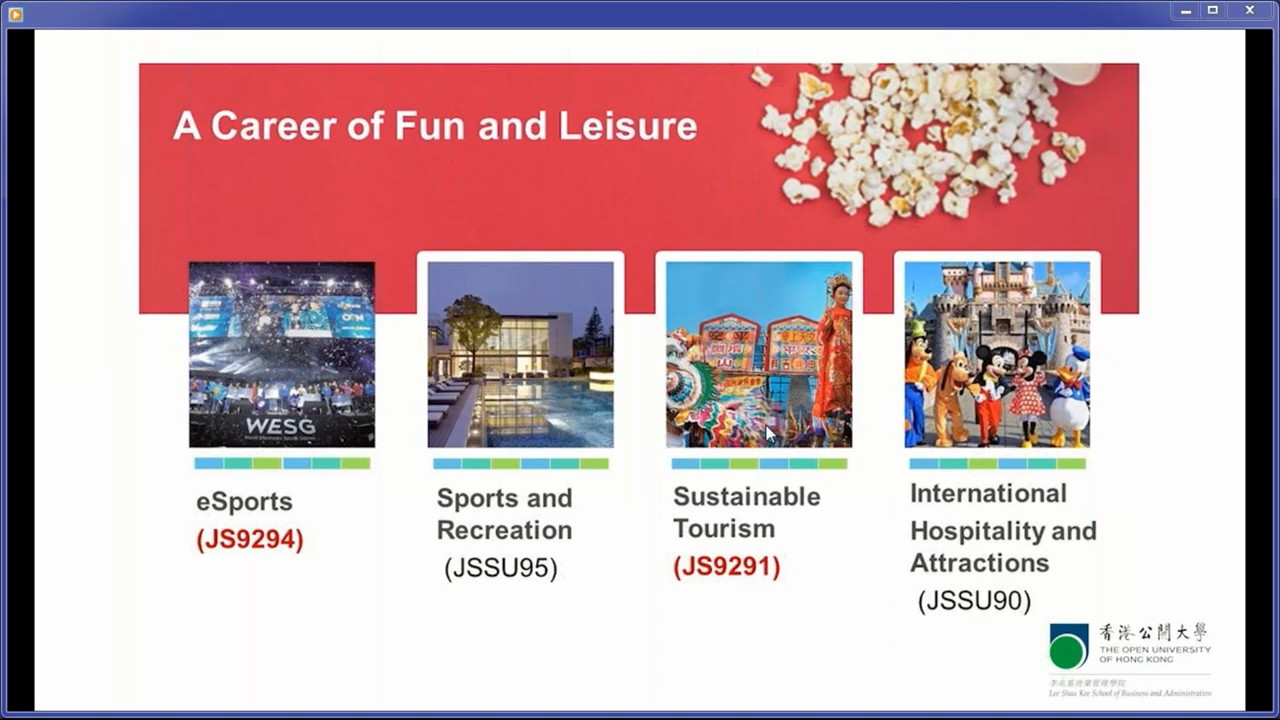 A Career of Fun and Leisure
WESG
eSports
(JS9294)
Sports and
Recreation
(JSSU95)
Sustainable
Tourism
(JS9291)
International
Hospitality and
Attractions
(JSSU90)
香港公開大學
THE OPEN UNIVERSITY
OF HONG KONG
李兆基商業管理學院
Lee Shau Kee School of Business and Administration